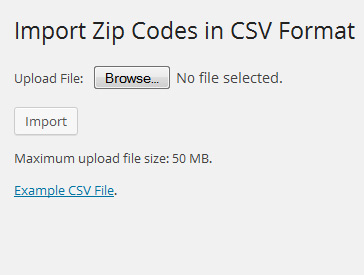 Import Zip Codes in CSV Format
Upload File: Browse... No file selected.
Import
Maximum upload file size: 50 MB.
Example CSV File.